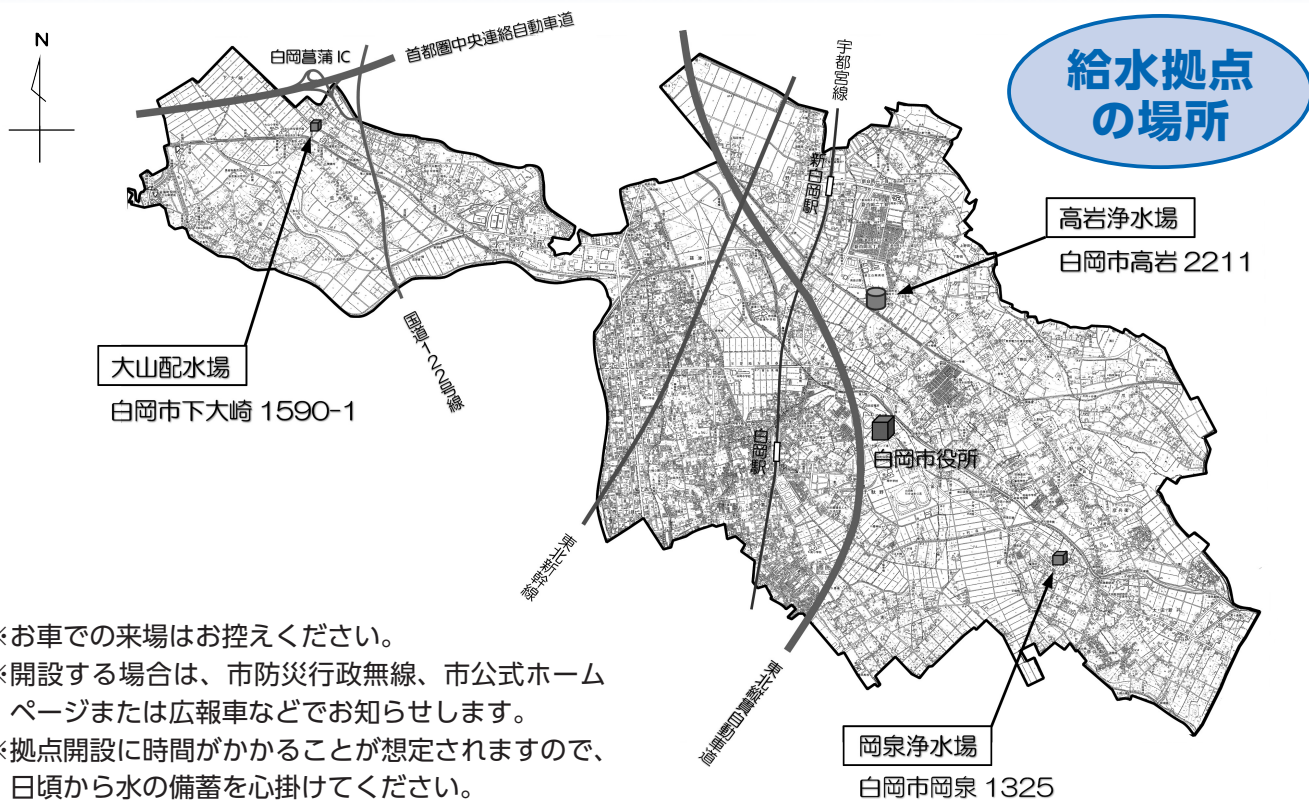 給水拠点
の場所
N
白岡菖蒲 IC
首都圏中央連絡自動車道
宇都宮線
新白岡駅
高岩浄水場
白岡市高岩 2211
国道122号線
大山配水場
白岡市下大崎 1590-1
白岡駅
白岡市役所
東北新幹線
東北縦貫自動車道
岡泉浄水場
白岡市岡泉 1325
※お車での来場はお控えください。
※開設する場合は、市防災行政無線、市公式ホーム
ページまたは広報車などでお知らせします。
※拠点開設に時間がかかることが想定されますので、
日頃から水の備蓄を心掛けてください。